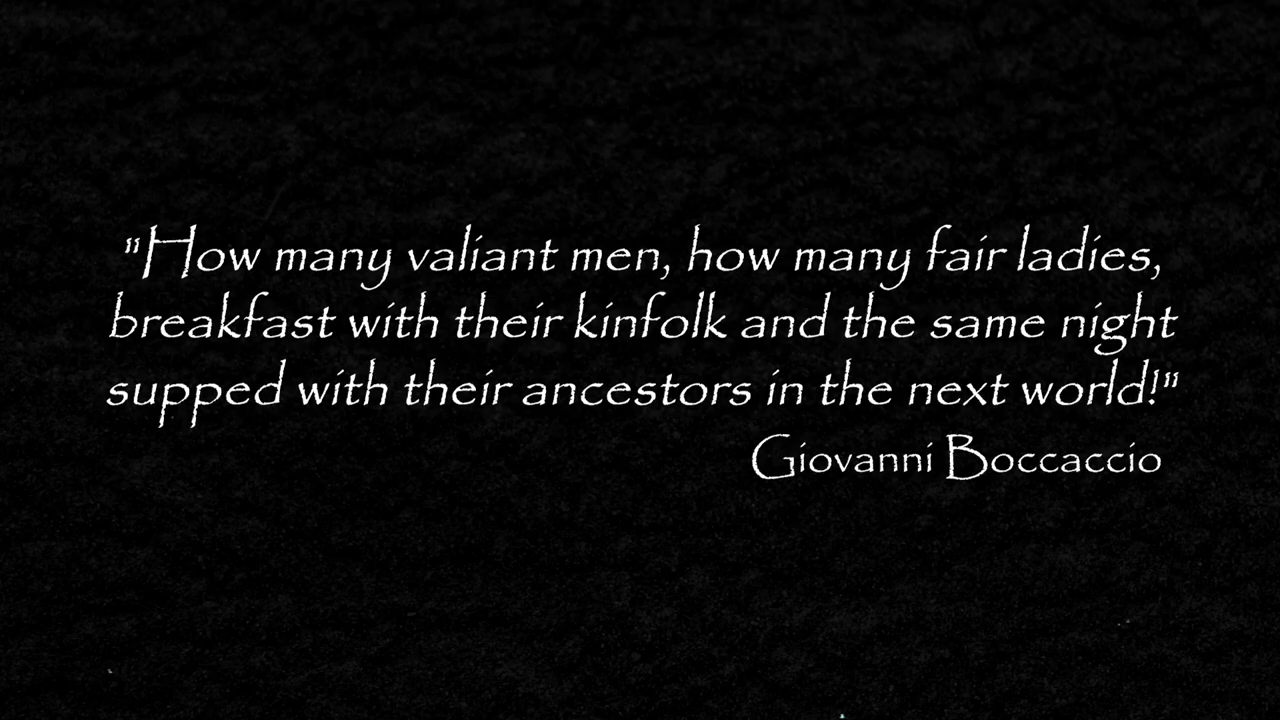 "How many valiant men, how many fair ladies,
breakfast with their kinfolk and the same night
supped with their ancestors in the next world!"
Giovanni Boccaccio